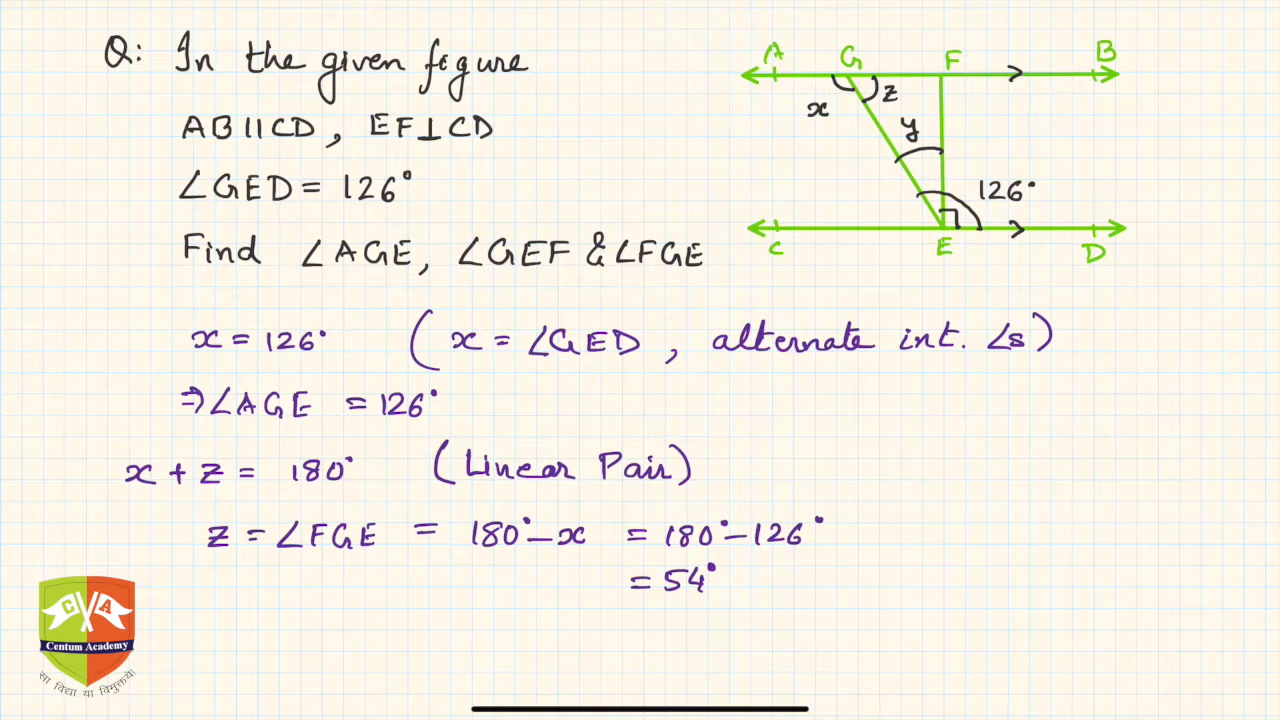 Q: In the given figure
AB||CD, EF⊥CD
∠GED = 126°
Find ∠AGE, ∠GEF & ∠FGE
A G F B
x z
y
126°
C E D
x = 126° (x = ∠GED, alternate int. ∠s)
⇒∠AGE = 126°
x + z = 180° (Linear Pair)
z = ∠FGE = 180° - x = 180° - 126°
= 54°
C A
Centum Academy
सा विद्या या विमुक्तये।